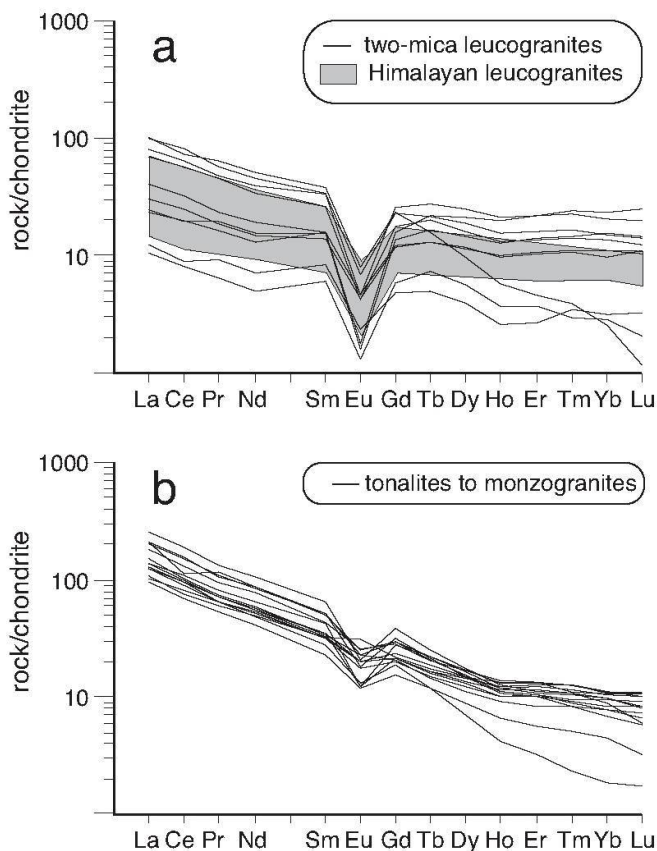 1000
a
two-mica leucogranites
Himalayan leucogranites
100
rock/chondrite
10
La Ce Pr Nd Sm Eu Gd Tb Dy Ho Er Tm Yb Lu
1000
b
tonalites to monzogranites
100
rock/chondrite
10
La Ce Pr Nd Sm Eu Gd Tb Dy Ho Er Tm Yb Lu